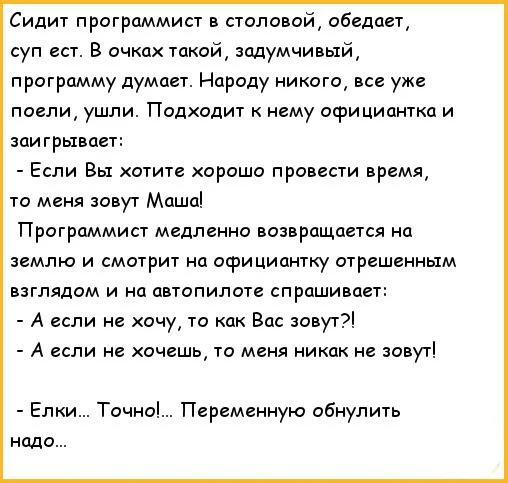 Сидит программист в столовой, обедает,
суп ест. В очках такой, задумчивый,
программу думает. Народу никого, все уже
поели, ушли. Подходит к нему официантка и
заигрывает:
- Если Вы хотите хорошо провести время,
то меня зовут Маша!
Программист медленно возвращается на
землю и смотрит на официантку отрешенным
взглядом и на автопилоте спрашивает:
- А если не хочу, то как Вас зовут?!
- А если не хочешь, то меня никак не зовут!
- Елки... Точно!... Переменную обнулить
надо...